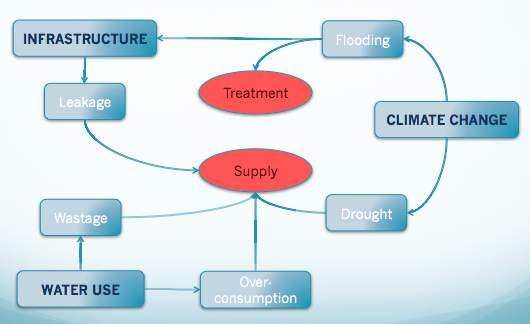 INFRASTRUCTURE
Flooding
Treatment
Leakage
CLIMATE CHANGE
Supply
Wastage
Drought
WATER USE
Over-
consumption